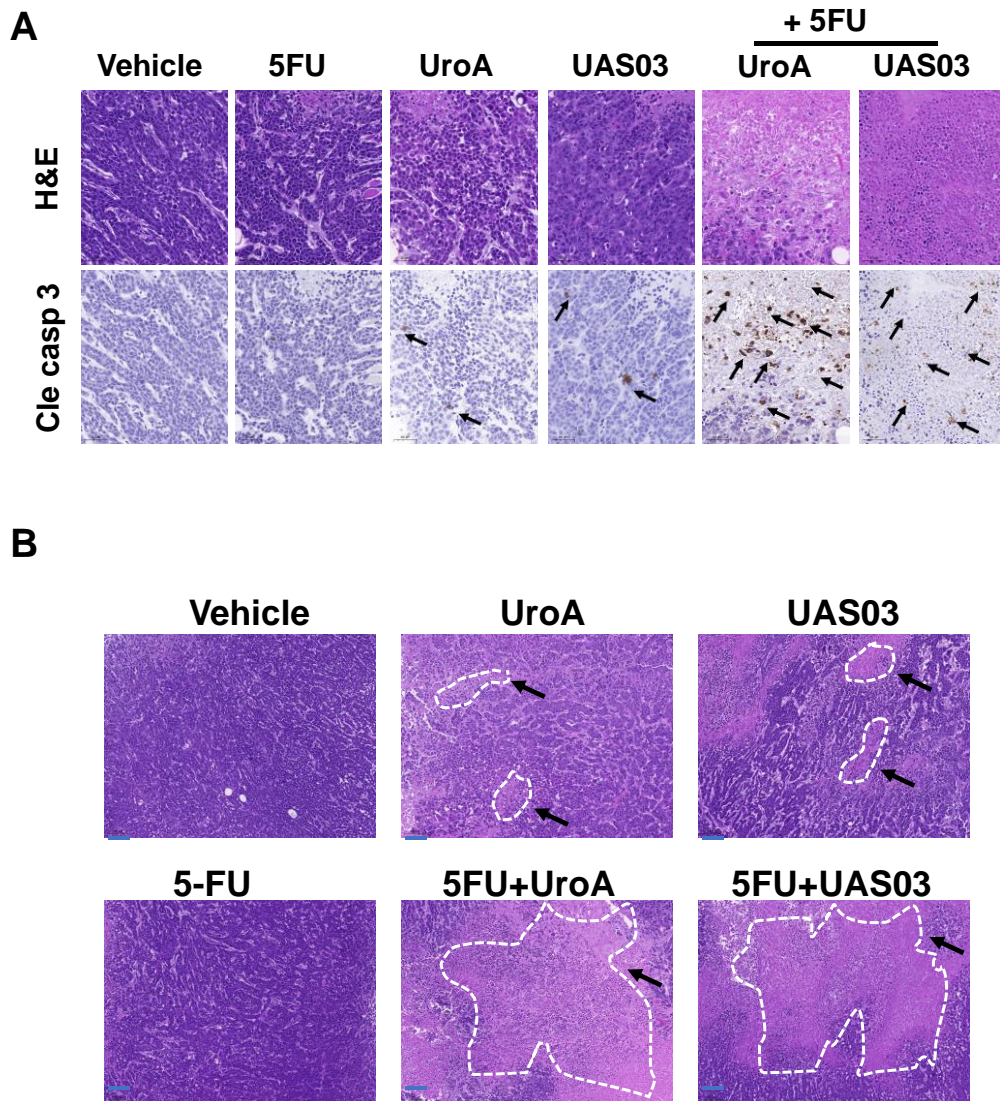 A
+ 5FU
Vehicle 5FU UroA UAS03 UroA UAS03
H&E
Cle casp 3
B
Vehicle UroA UAS03
5-FU 5FU+UroA 5FU+UAS03